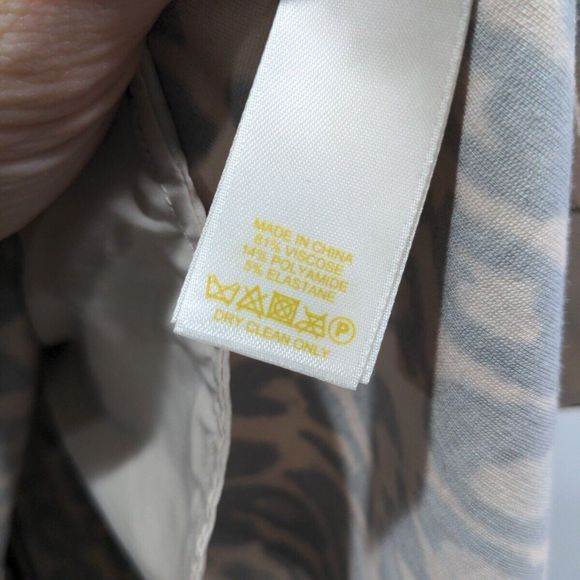 MADE IN CHINA
81% VISCOSE
14% POLYAMIDE
5% ELASTANE
P
DRY CLEAN ONLY